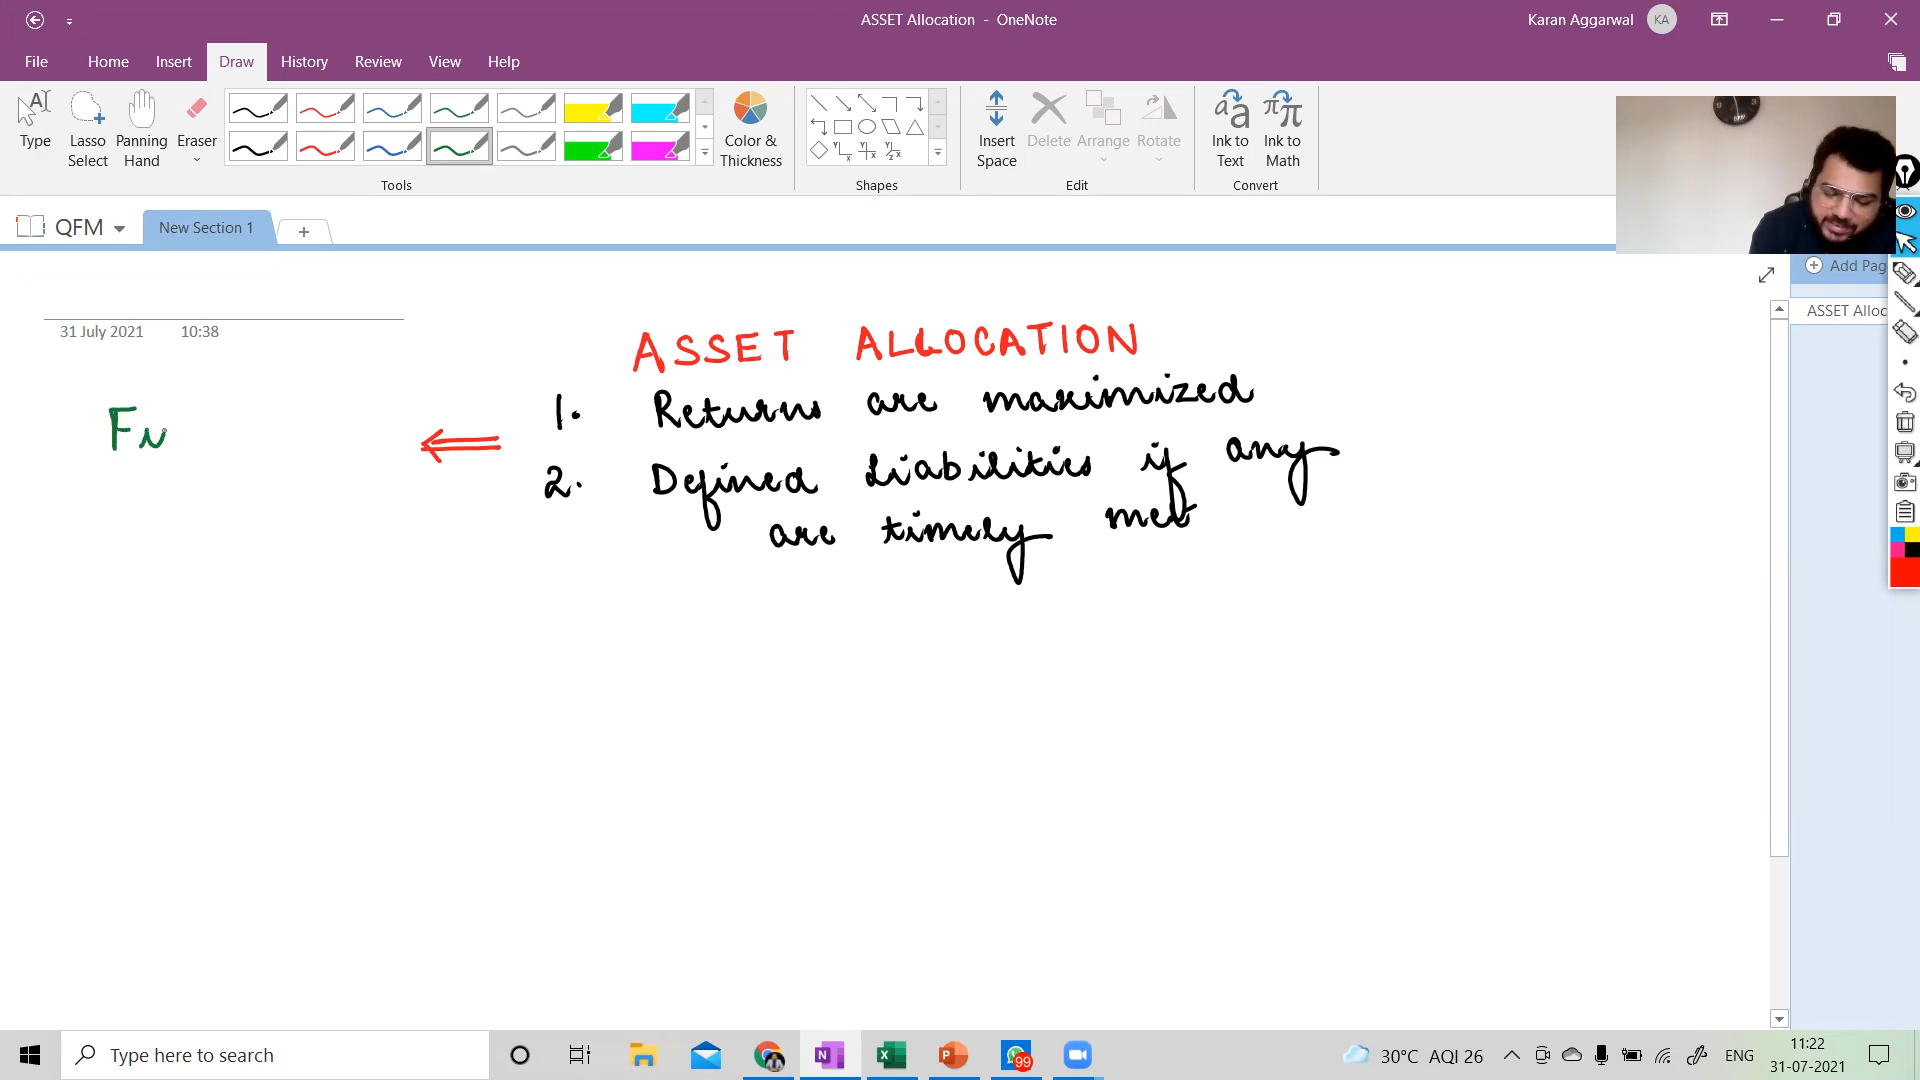 ASSET Allocation - OneNote
Karan Aggarwal KA
File Home Insert Draw History Review View Help
Type
Lasso Select
Panning Hand
Eraser
Color & Thickness
Insert Space
Delete
Arrange
Rotate
Ink to Text
Ink to Math
Tools Shapes Edit Convert
QFM New Section 1 +
Add Pag
ASSET Alloc
31 July 2021 10:38
ASSET ALLOCATION
1. Returns are maximized
2. Defined Liabilities if any
are timely met
Fu
Type here to search
99
30°C AQI 26 ENG
11:22
31-07-2021